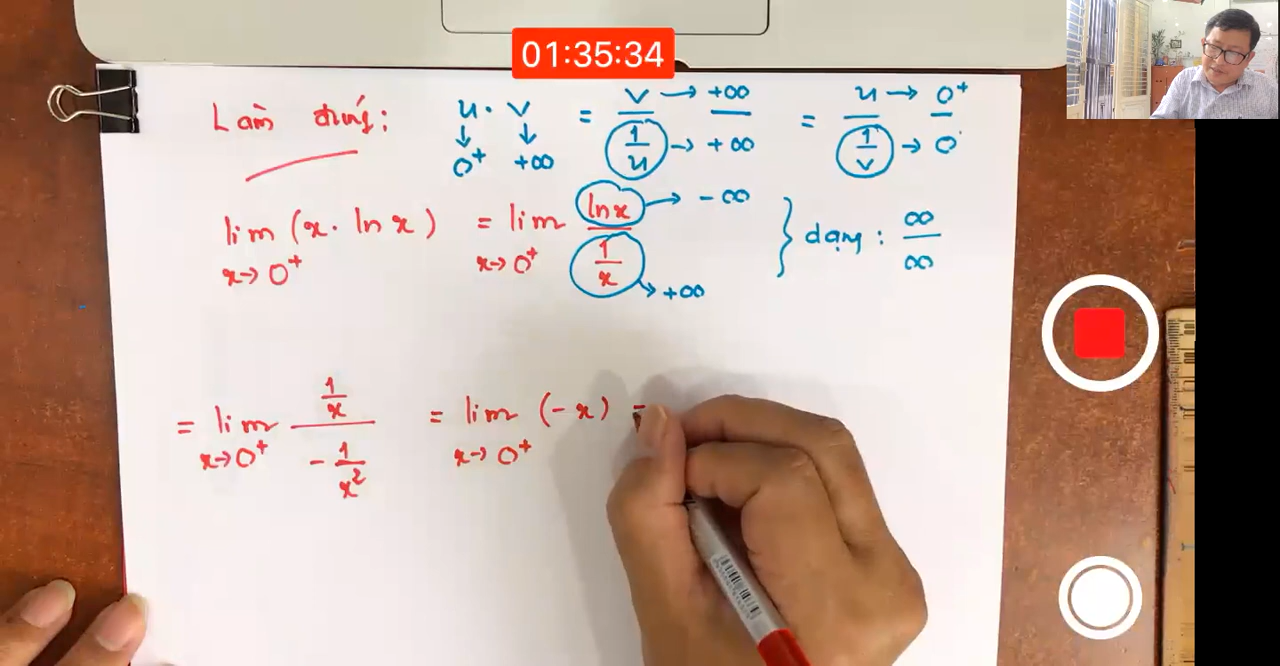 01:35:34
Làm đúng: u . v = v → +∞ / 1/u → +∞ = u → 0⁺ / 1/v → 0
↓ ↓
0⁺ +∞
lim (x . ln x) = lim ln x → -∞ / 1/x → +∞ } dạng : ∞/∞
x→0⁺ x→0⁺
= lim 1/x / -1/x² = lim (-x) =
x→0⁺ x→0⁺